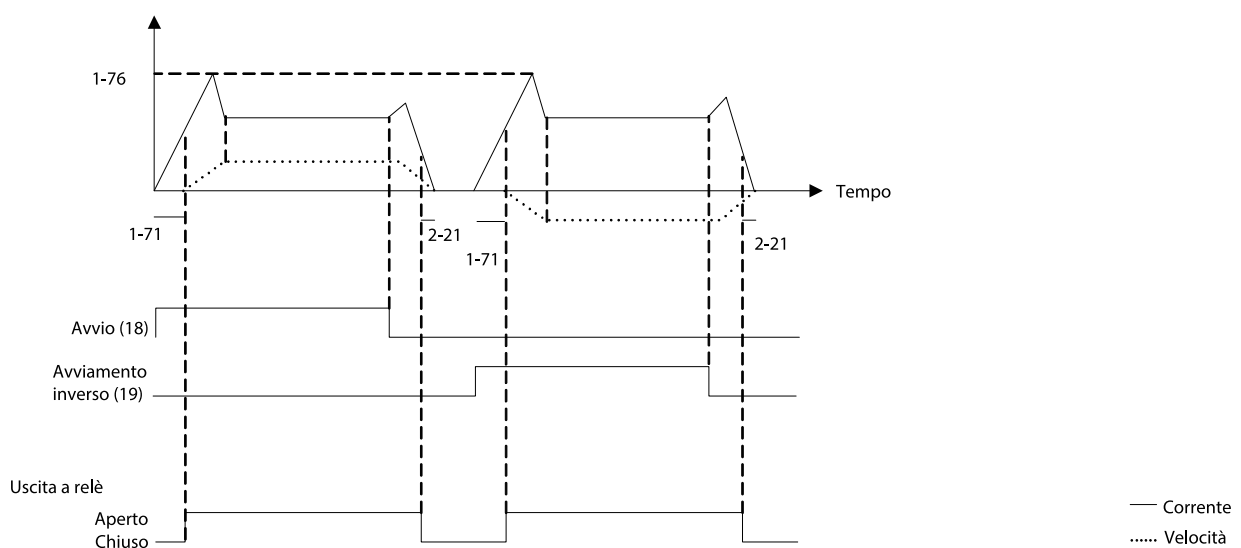 1-76
Tempo
1-71
2-21
1-71
2-21
Avvio (18)
Avviamento
inverso (19)
Uscita a relè
Aperto
Chiuso
Corrente
Velocità